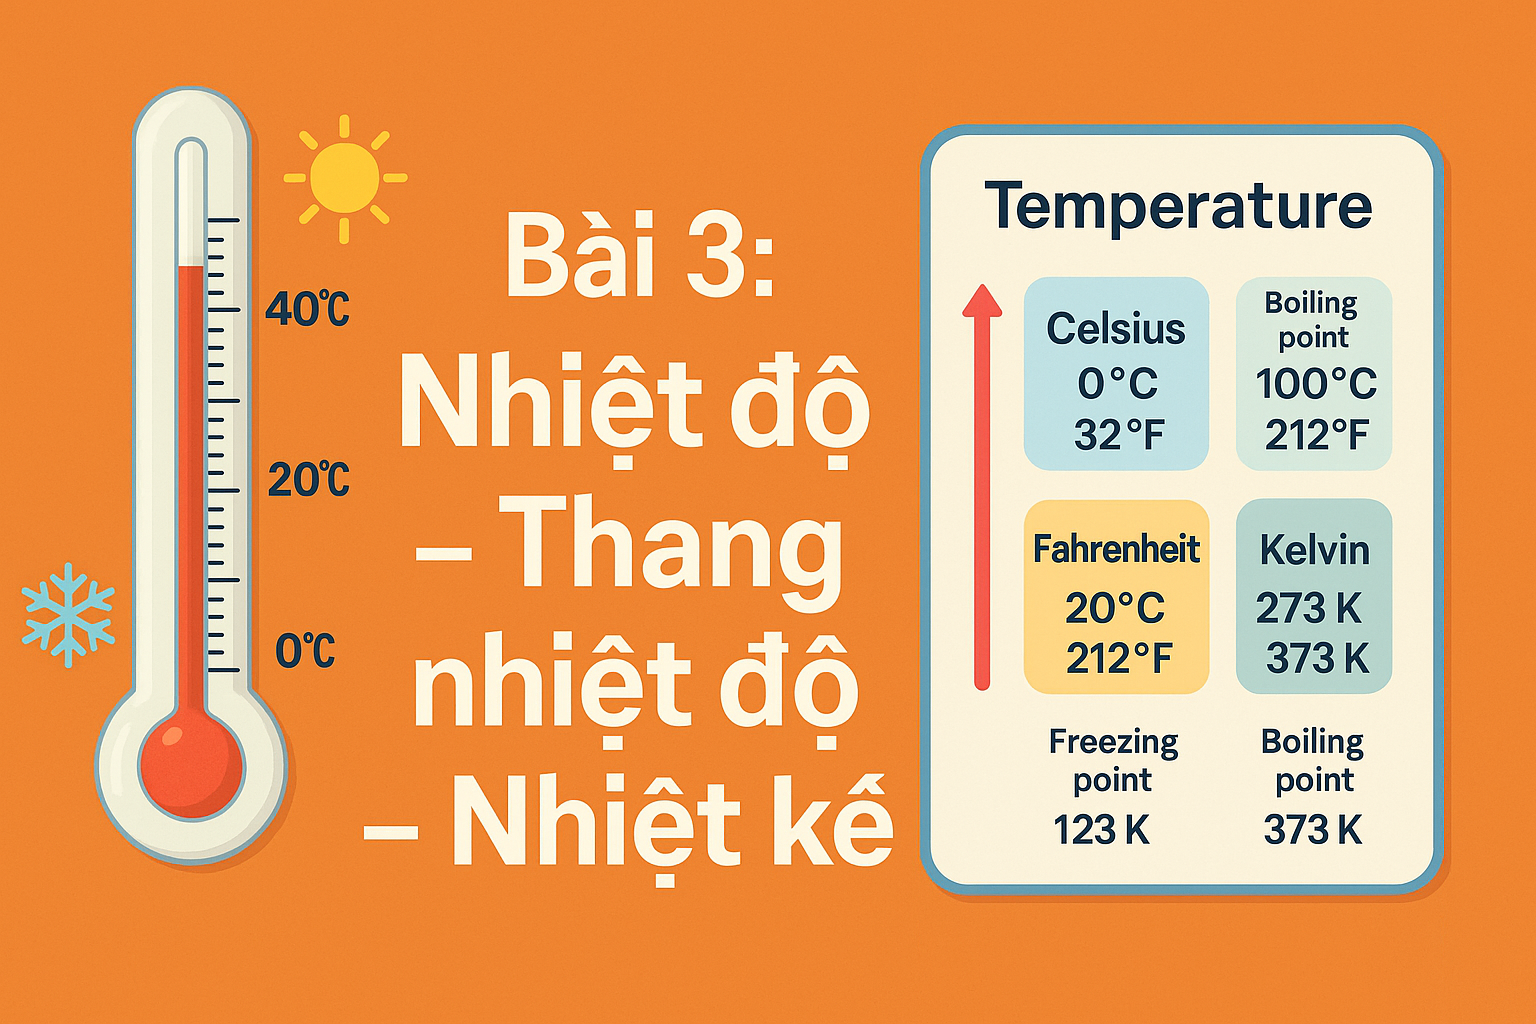 40°C
20°C
0°C
Bài 3:
Nhiệt độ
– Thang
nhiệt độ
– Nhiệt kế
Temperature
Celsius
0°C
32°F
Boiling
point
100°C
212°F
Fahrenheit
20°C
212°F
Kelvin
273 K
373 K
Freezing
point
123 K
Boiling
point
373 K